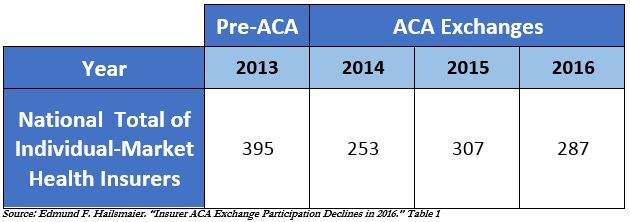 Pre-ACA ACA Exchanges
Year 2013 2014 2015 2016
National Total of
Individual-Market
Health Insurers
395 253 307 287
Source: Edmund F. Hailsmaier. "Insurer ACA Exchange Participation Declines in 2016." Table 1